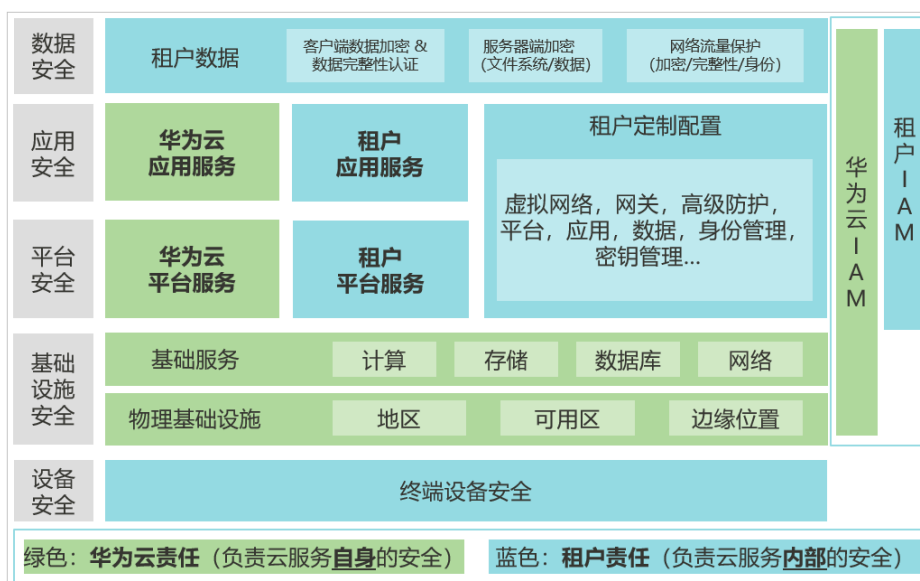 数据
安全
租户数据
客户端数据加密 &
数据完整性认证
服务器端加密
(文件系统/数据)
网络流量保护
(加密/完整性/身份)
应用
安全
华为云
应用服务
租户
应用服务
租户定制配置
虚拟网络，网关，高级防护，
平台，应用，数据，身份管理，
密钥管理...
平台
安全
华为云
平台服务
租户
平台服务
基础
设施
安全
基础服务
计算
存储
数据库
网络
物理基础设施
地区
可用区
边缘位置
设备
安全
终端设备安全
华为云IAM
租户IAM
绿色：华为云责任（负责云服务自身的安全）
蓝色：租户责任（负责云服务内部的安全）